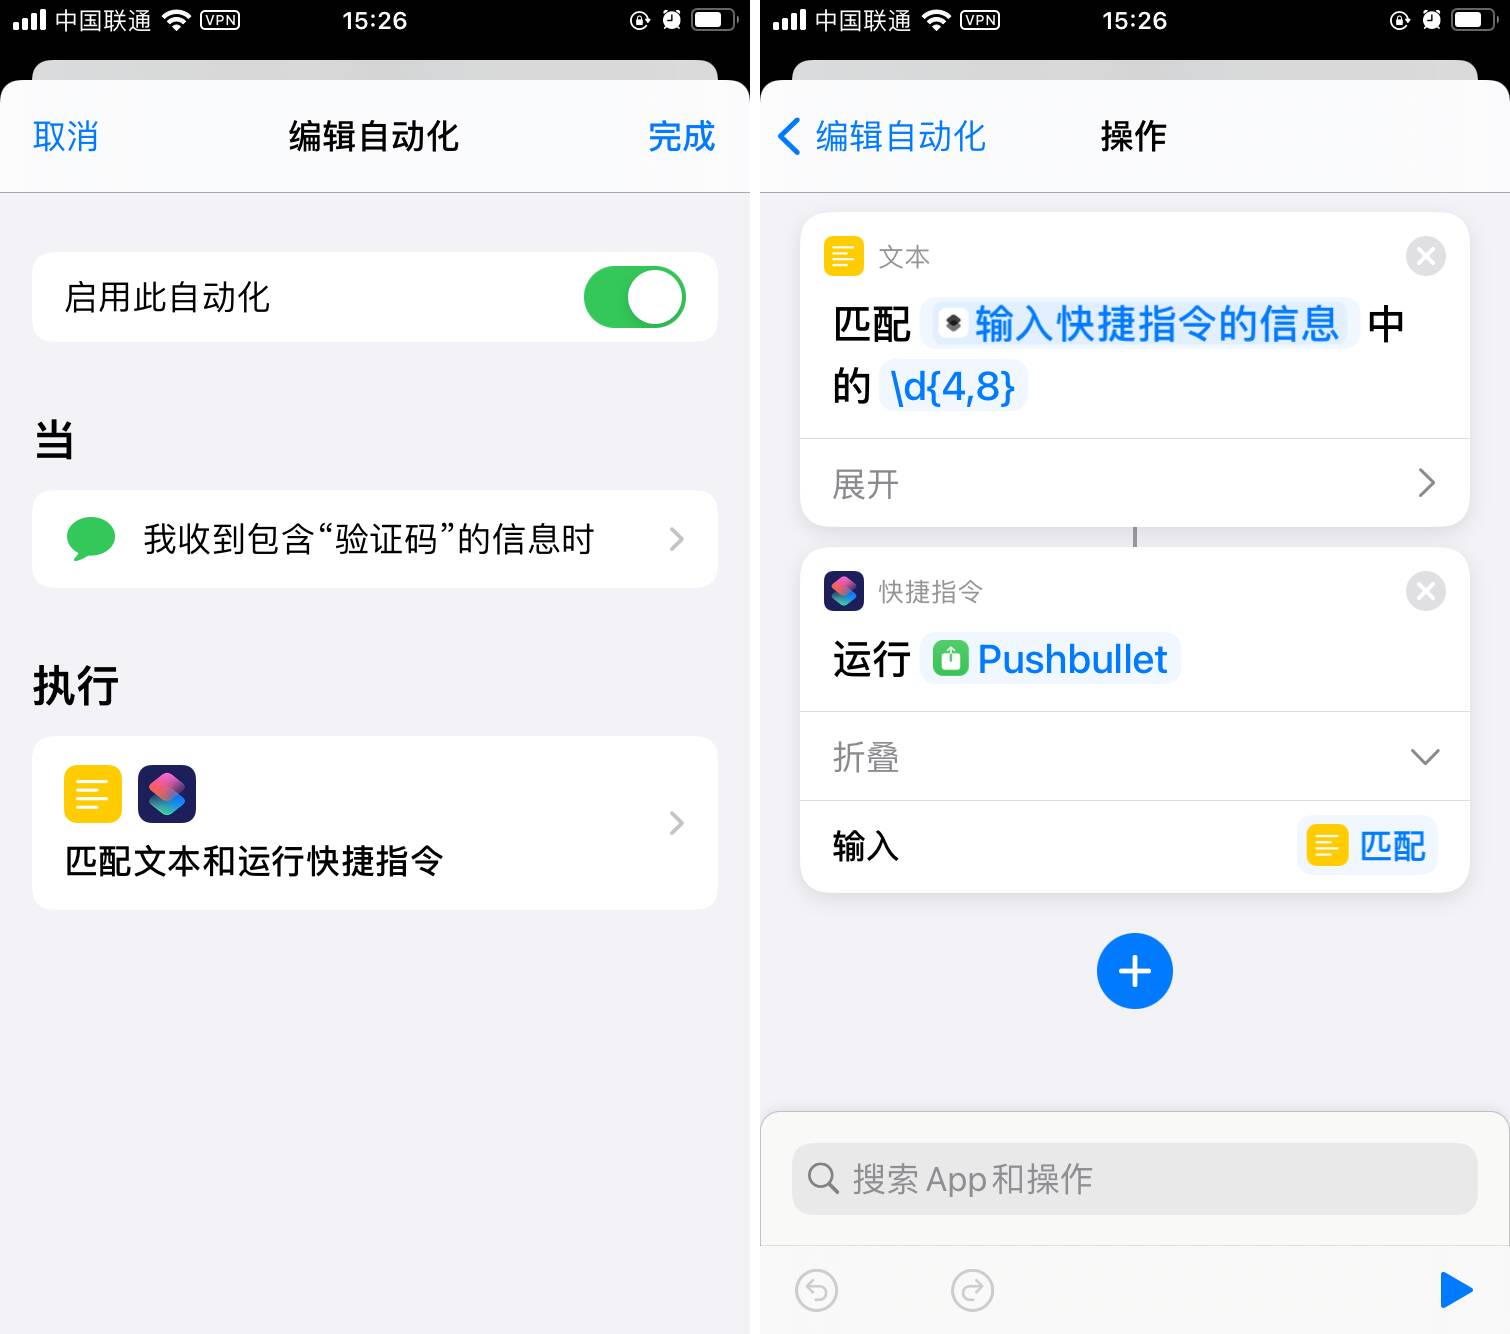 中国联通 VPN 15:26
取消 编辑自动化 完成
启用此自动化
当
我收到包含“验证码”的信息时
执行
匹配文本和运行快捷指令
中国联通 VPN 15:26
编辑自动化 操作
文本
匹配 输入快捷指令的信息 中
的 \d{4,8}
展开
快捷指令
运行 Pushbullet
折叠
输入 匹配
搜索 App和操作